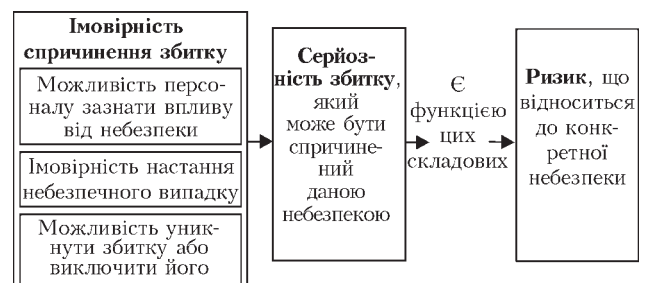 Імовірність
спричинення збитку
Можливість персо-
налу зазнати впливу
від небезпеки
Імовірність настання
небезпечного випадку
Можливість уник-
нути збитку або
виключити його
Серйоз-
ність збитку,
який
може бути
спричине-
ний
даною
небезпекою
Є
функцією
цих
складових
Ризик, що
відноситься
до конк-
ретної
небезпеки